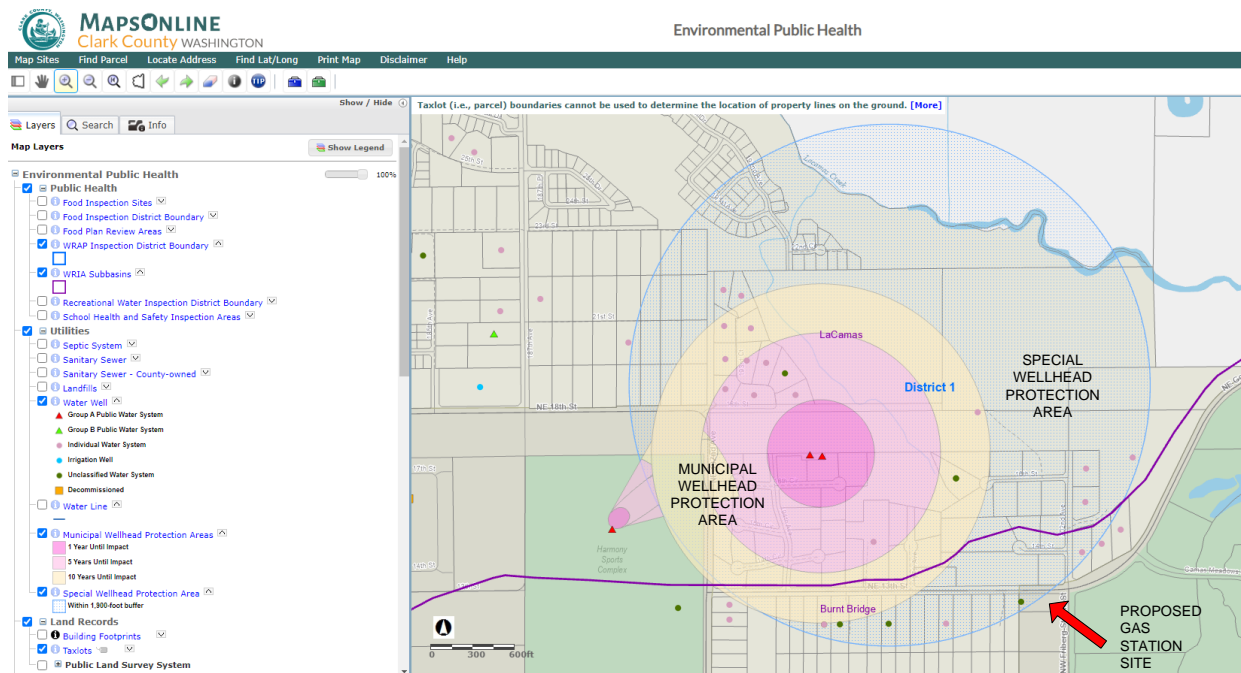 MAPSONLINE
Clark County WASHINGTON
Environmental Public Health
Map Sites Find Parcel Locate Address Find Lat/Long Print Map Disclaimer Help
TIP
Show / Hide
Taxlot (i.e., parcel) boundaries cannot be used to determine the location of property lines on the ground. [More]
Layers Search Info
Map Layers
Show Legend
Environmental Public Health
100%
Public Health
Food Inspection Sites
Food Inspection District Boundary
Food Plan Review Areas
WRAP Inspection District Boundary
WRIA Subbasins
Recreational Water Inspection District Boundary
School Health and Safety Inspection Areas
Utilities
Septic System
Sanitary Sewer
Sanitary Sewer - County-owned
Landfills
Water Well
Group A Public Water System
Group B Public Water System
Individual Water System
Irrigation Well
Unclassified Water System
Decommissioned
Water Line
Municipal Wellhead Protection Areas
1 Year Until Impact
5 Years Until Impact
10 Years Until Impact
Special Wellhead Protection Area
Within 1,900-foot buffer
Land Records
Building Footprints
Taxlots
Public Land Survey System
Lacamas Creek
21st St
NE 18th St
17th St
14th St
LaCamas
District 1
SPECIAL
WELLHEAD
PROTECTION
AREA
MUNICIPAL
WELLHEAD
PROTECTION
AREA
Harmony
Sports
Complex
NE 13th St
Burnt Bridge
PROPOSED
GAS
STATION
SITE
0 300 600ft